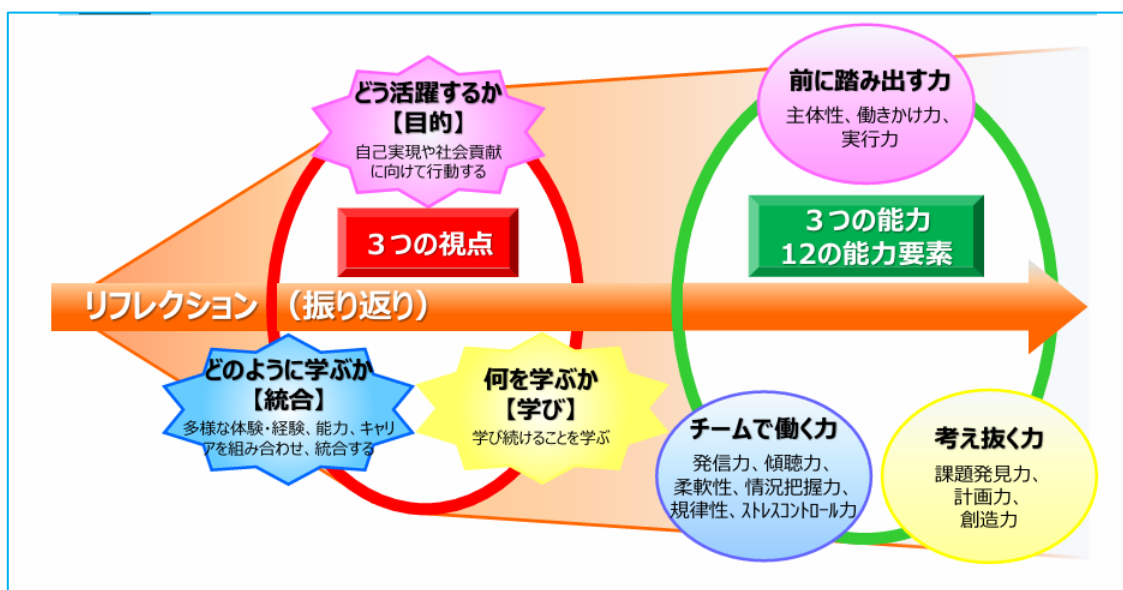 どう活躍するか
【目的】
自己実現や社会貢献
に向けて行動する
３つの視点
リフレクション （振り返り）
どのように学ぶか
【統合】
多様な体験・経験、能力、キャリ
アを組み合わせ、統合する
何を学ぶか
【学び】
学び続けることを学ぶ
前に踏み出す力
主体性、働きかけ力、
実行力
３つの能力
12の能力要素
チームで働く力
発信力、傾聴力、
柔軟性、情況把握力、
規律性、ｽﾄﾚｽｺﾝﾄﾛｰﾙ力
考え抜く力
課題発見力、
計画力、
創造力